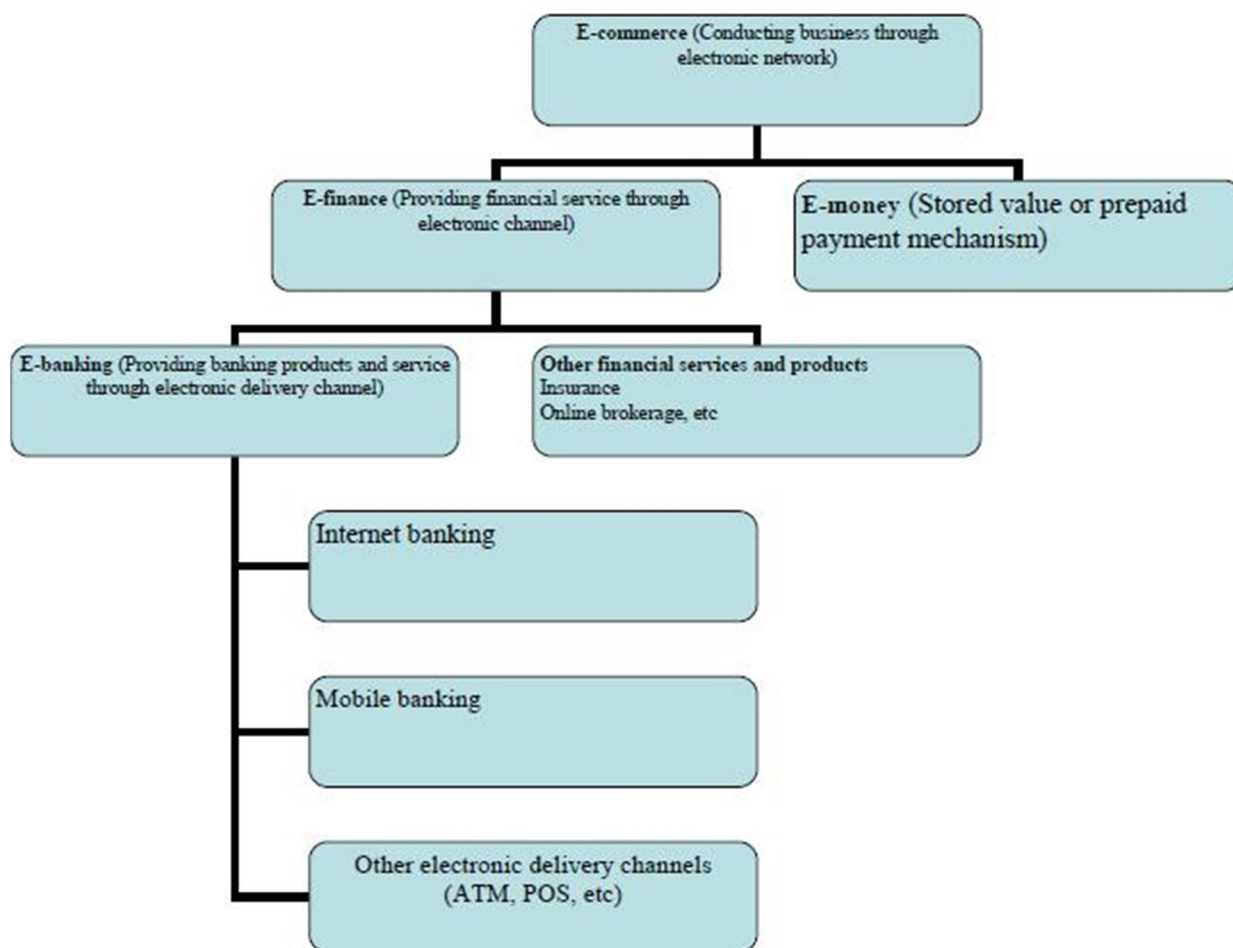 E-commerce (Conducting business through
electronic network)
E-finance (Providing financial service through
electronic channel)
E-money (Stored value or prepaid
payment mechanism)
E-banking (Providing banking products and service
through electronic delivery channel)
Other financial services and products
Insurance
Online brokerage, etc
Internet banking
Mobile banking
Other electronic delivery channels
(ATM, POS, etc)